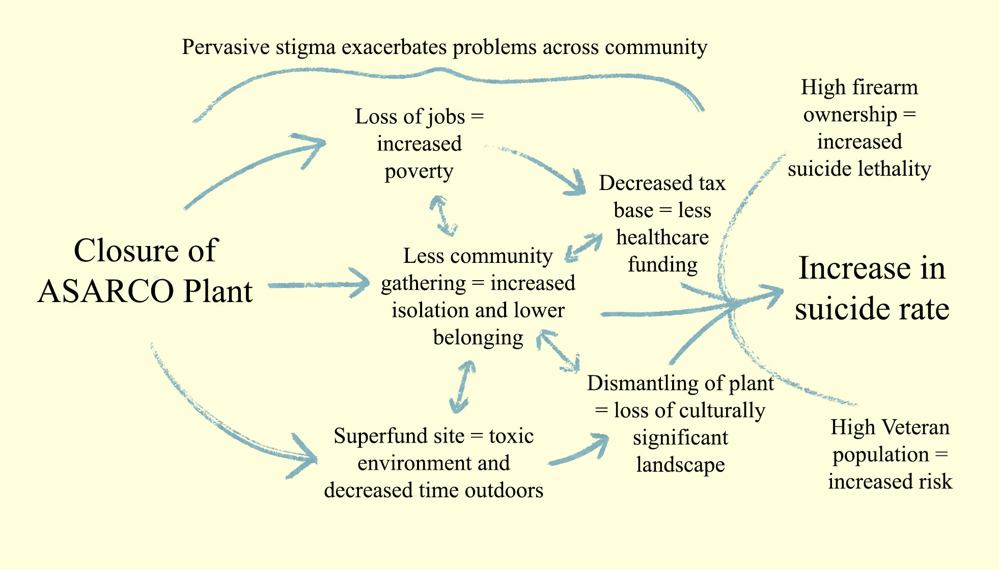 Pervasive stigma exacerbates problems across community
High firearm
ownership =
increased
suicide lethality
Loss of jobs =
increased
poverty
Decreased tax
base = less
healthcare
funding
Closure of
ASARCO Plant
Less community
gathering = increased
isolation and lower
belonging
Increase in
suicide rate
Dismantling of plant
= loss of culturally
significant
landscape
Superfund site = toxic
environment and
decreased time outdoors
High Veteran
population =
increased risk